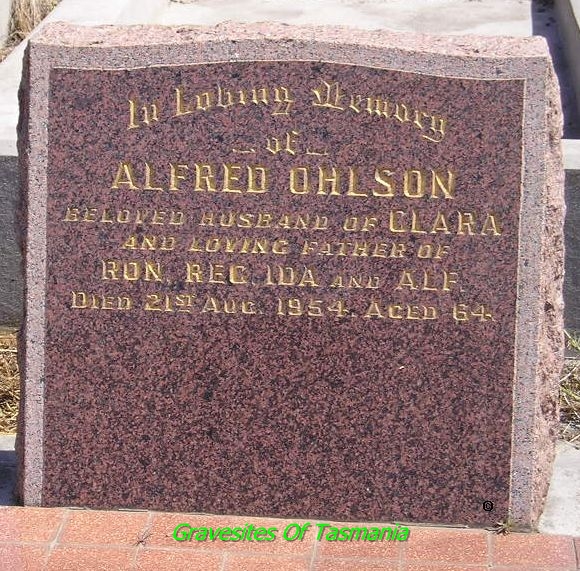 In Loving Memory
— of —
ALFRED OHLSON
BELOVED HUSBAND OF CLARA
AND LOVING FATHER OF
RON, REG, IDA AND ALF.
DIED 21ST AUG. 1954. AGED 64.
Gravesites Of Tasmania